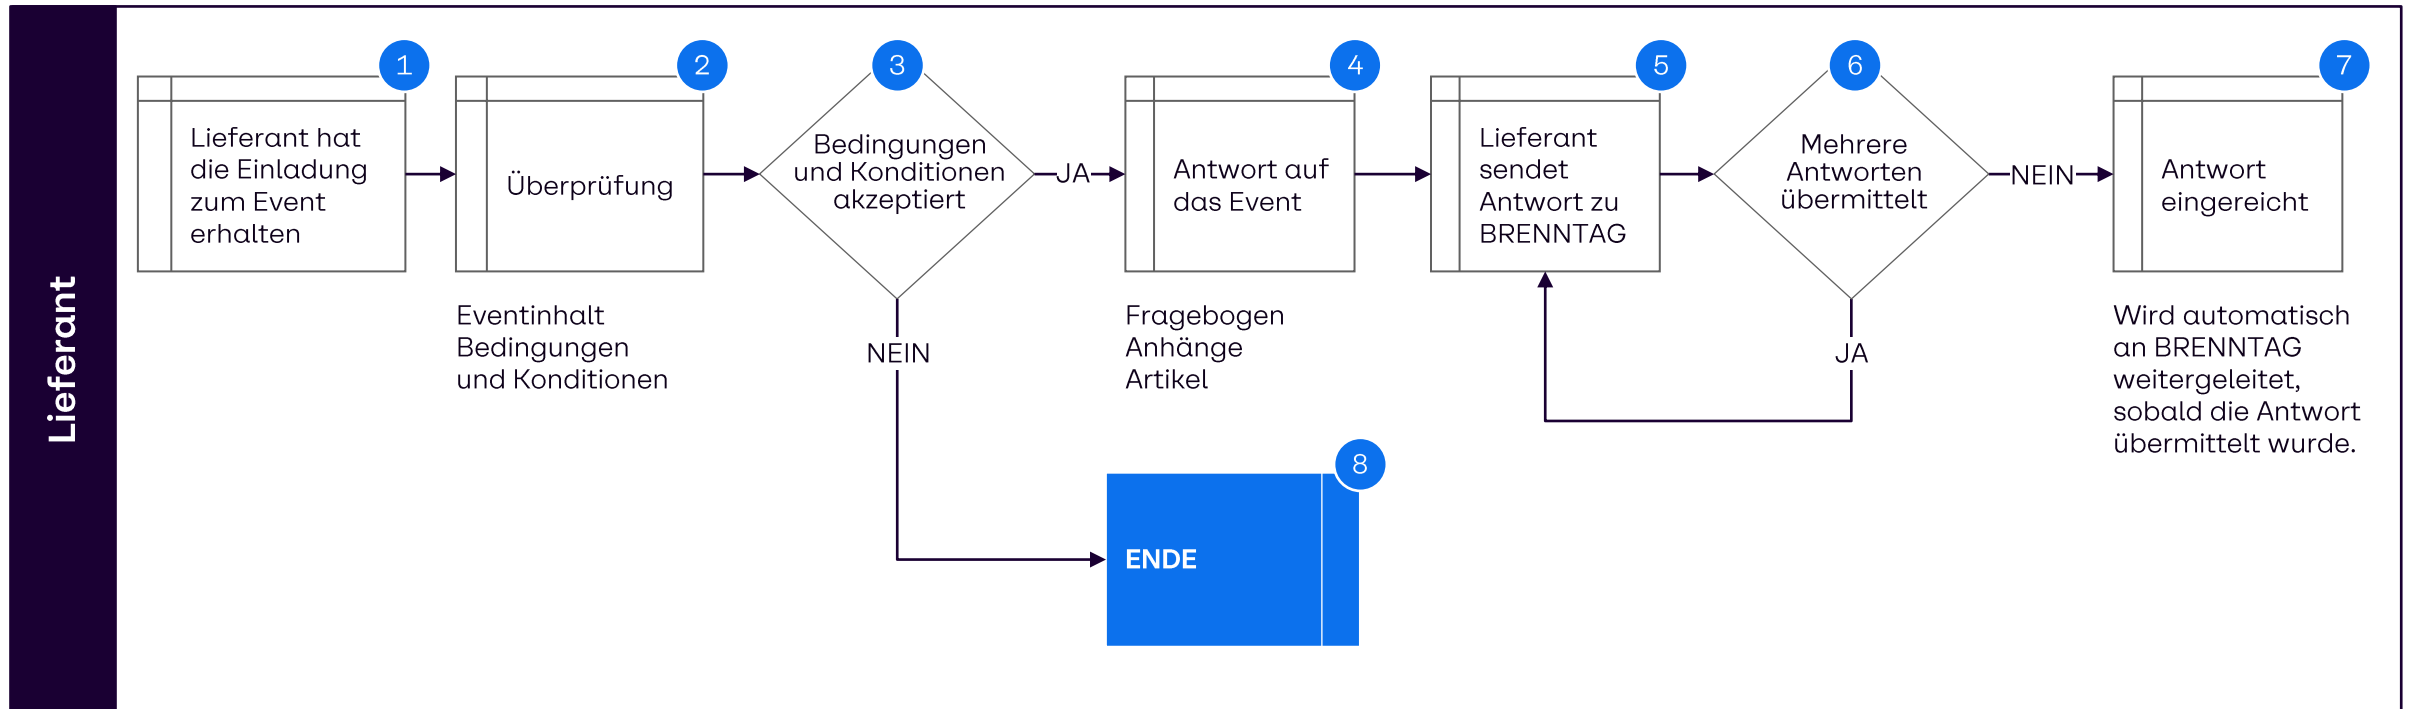 Lieferant
1
Lieferant hat
die Einladung
zum Event
erhalten
2
Überprüfung
Eventinhalt
Bedingungen
und Konditionen
3
Bedingungen
und Konditionen
akzeptiert
JA
NEIN
4
Antwort auf
das Event
Fragebogen
Anhänge
Artikel
5
Lieferant
sendet
Antwort zu
BRENNTAG
6
Mehrere
Antworten
übermittelt
NEIN
JA
7
Antwort
eingereicht
Wird automatisch
an BRENNTAG
weitergeleitet,
sobald die Antwort
übermittelt wurde.
8
ENDE